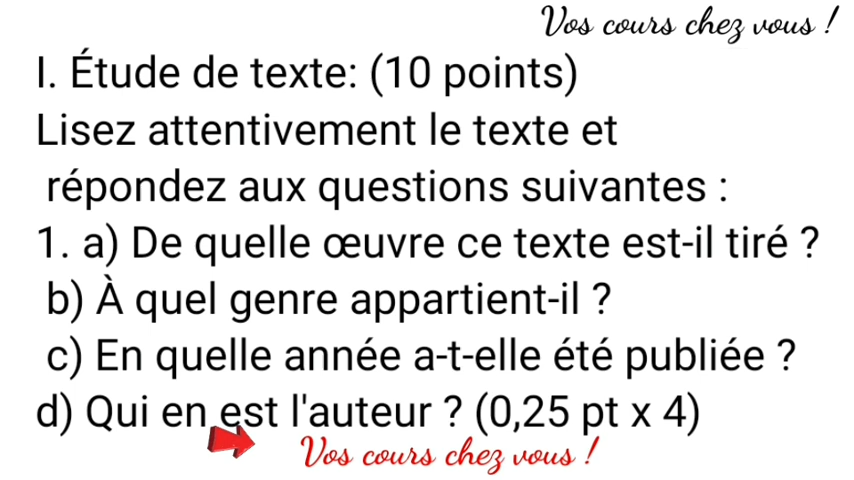 Vos cours chez vous !
I. Étude de texte: (10 points)
Lisez attentivement le texte et
répondez aux questions suivantes :
1. a) De quelle œuvre ce texte est-il tiré ?
b) À quel genre appartient-il ?
c) En quelle année a-t-elle été publiée ?
d) Qui en est l'auteur ? (0,25 pt x 4)
Vos cours chez vous !